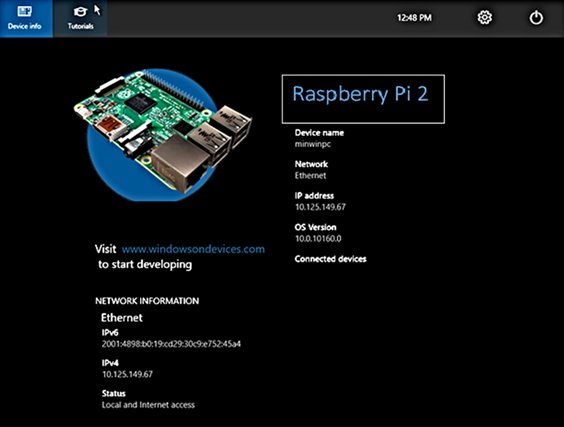 Device info
Tutorials
12:48 PM
Raspberry Pi 2
Device name
minwinpc
Network
Ethernet
IP address
10.125.149.67
OS Version
10.0.10160.0
Connected devices
Visit www.windowsondevices.com
to start developing
NETWORK INFORMATION
Ethernet
IPv6
2001:4898:b0:19:cd29:30c9:e752:45a4
IPv4
10.125.149.67
Status
Local and Internet access